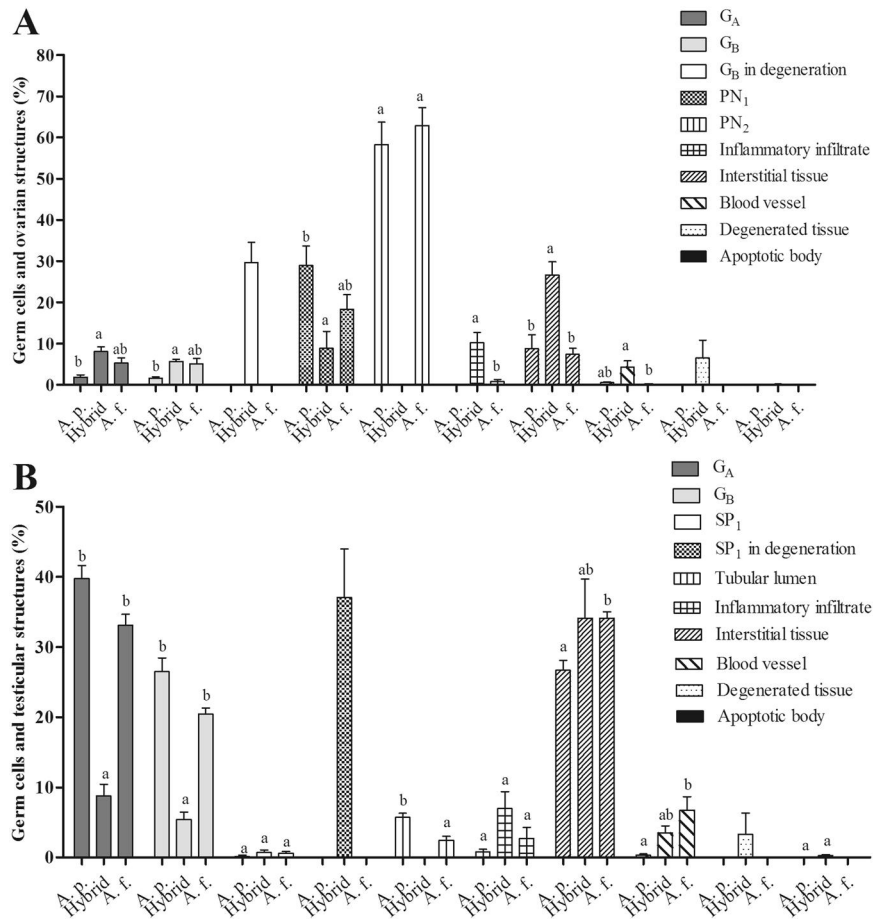 A
Germ cells and ovarian structures (%)
80
70
60
50
40
30
20
10
0
b a ab
b a ab
b a ab
a a
a b
b a b
ab a b
A. p. Hybrid A. f. A. p. Hybrid A. f. A. p. Hybrid A. f. A. p. Hybrid A. f. A. p. Hybrid A. f. A. p. Hybrid A. f. A. p. Hybrid A. f. A. p. Hybrid A. f. A. p. Hybrid A. f. A. p. Hybrid A. f.
G_A
G_B
G_B in degeneration
PN_1
PN_2
Inflammatory infiltrate
Interstitial tissue
Blood vessel
Degenerated tissue
Apoptotic body
B
Germ cells and testicular structures (%)
50
40
30
20
10
0
b a b
b a b
a a a
b a
a a a
a ab b
a ab b
a a
A. p. Hybrid A. f. A. p. Hybrid A. f. A. p. Hybrid A. f. A. p. Hybrid A. f. A. p. Hybrid A. f. A. p. Hybrid A. f. A. p. Hybrid A. f. A. p. Hybrid A. f. A. p. Hybrid A. f. A. p. Hybrid A. f.
G_A
G_B
SP_1
SP_1 in degeneration
Tubular lumen
Inflammatory infiltrate
Interstitial tissue
Blood vessel
Degenerated tissue
Apoptotic body